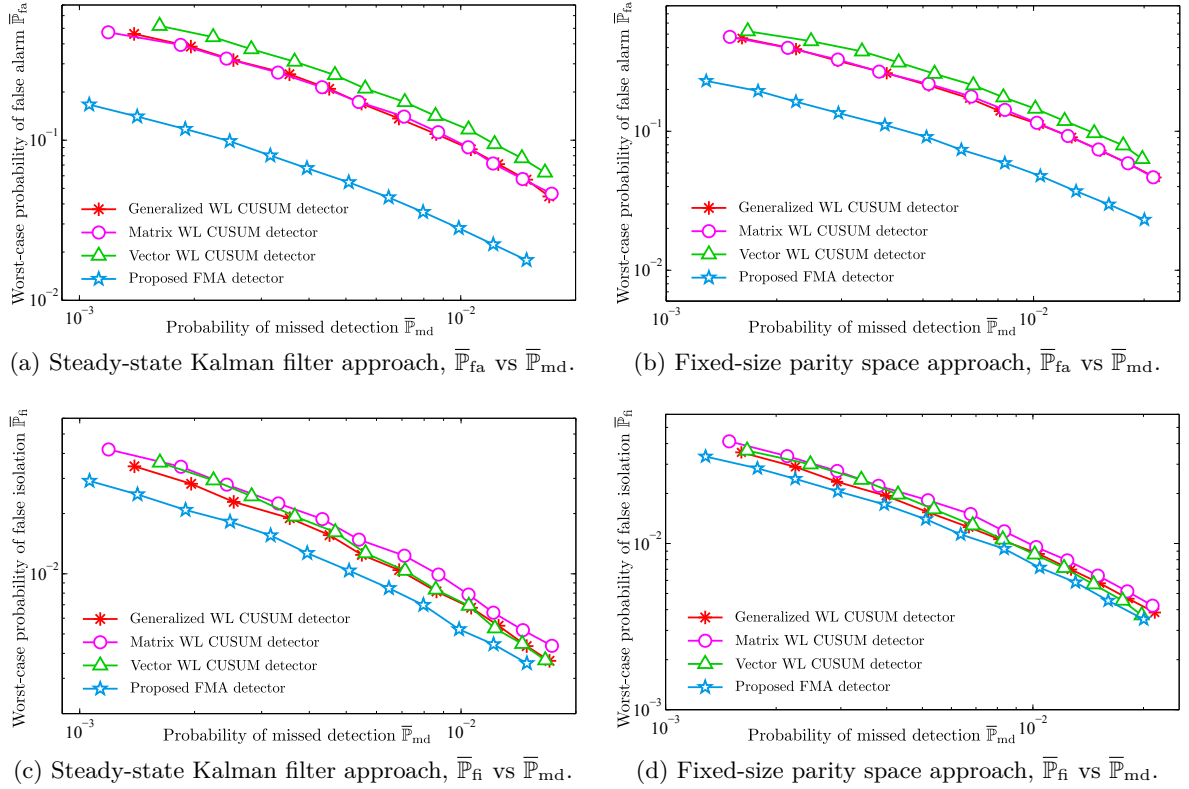 Worst-case probability of false alarm ℙ̅fa
10⁻¹
10⁻²
Generalized WL CUSUM detector
Matrix WL CUSUM detector
Vector WL CUSUM detector
Proposed FMA detector
10⁻³
10⁻²
Probability of missed detection ℙ̅md
(a) Steady-state Kalman filter approach, ℙ̅fa vs ℙ̅md.
Worst-case probability of false alarm ℙ̅fa
10⁻¹
10⁻²
Generalized WL CUSUM detector
Matrix WL CUSUM detector
Vector WL CUSUM detector
Proposed FMA detector
10⁻³
10⁻²
Probability of missed detection ℙ̅md
(b) Fixed-size parity space approach, ℙ̅fa vs ℙ̅md.
Worst-case probability of false isolation ℙ̅fi
10⁻²
Generalized WL CUSUM detector
Matrix WL CUSUM detector
Vector WL CUSUM detector
Proposed FMA detector
10⁻³
10⁻²
Probability of missed detection ℙ̅md
(c) Steady-state Kalman filter approach, ℙ̅fi vs ℙ̅md.
Worst-case probability of false isolation ℙ̅fi
10⁻²
10⁻³
Generalized WL CUSUM detector
Matrix WL CUSUM detector
Vector WL CUSUM detector
Proposed FMA detector
10⁻³
10⁻²
Probability of missed detection ℙ̅md
(d) Fixed-size parity space approach, ℙ̅fi vs ℙ̅md.